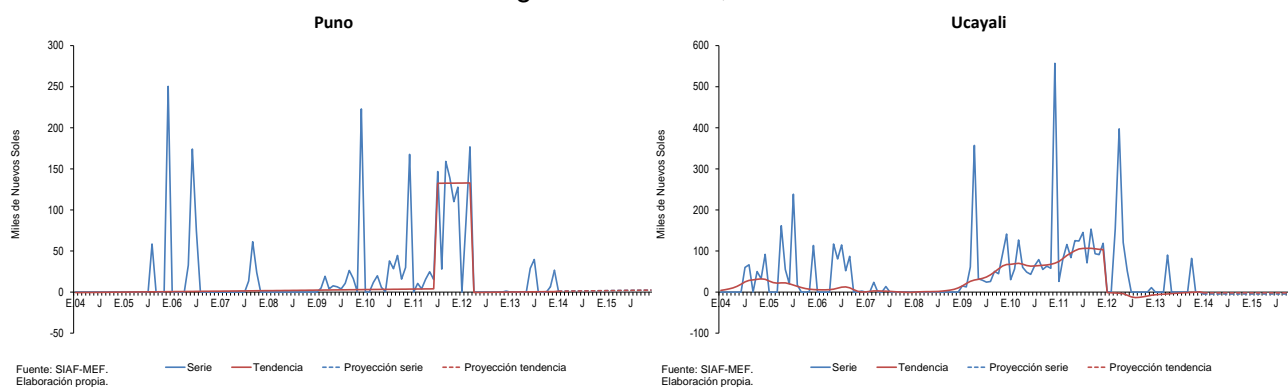 Puno
300
250
200
150
100
50
0
-50
Miles de Nuevos Soles
E.04 J E.05 J E.06 J E.07 J E.08 J E.09 J E.10 J E.11 J E.12 J E.13 J E.14 J E.15 J
Fuente: SIAF-MEF.
Elaboración propia.
Serie Tendencia Proyección serie Proyección tendencia
Ucayali
600
500
400
300
200
100
0
-100
Miles de Nuevos Soles
E.04 J E.05 J E.06 J E.07 J E.08 J E.09 J E.10 J E.11 J E.12 J E.13 J E.14 J E.15 J
Fuente: SIAF-MEF.
Elaboración propia.
Serie Tendencia Proyección serie Proyección tendencia